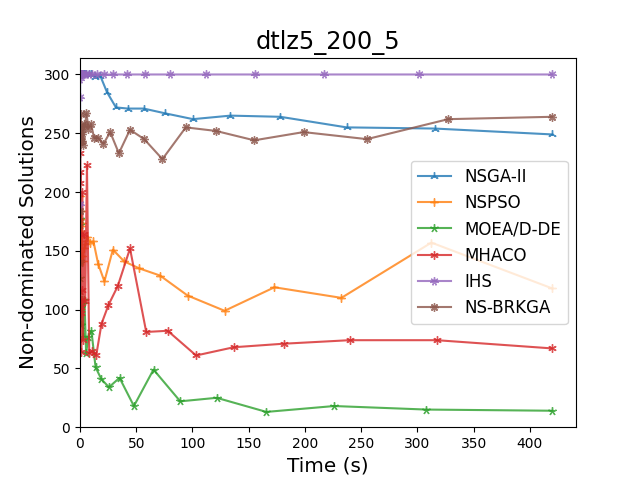 dtlz5_200_5
Non-dominated Solutions
300
250
200
150
100
50
0
0 50 100 150 200 250 300 350 400
Time (s)
NSGA-II
NSPSO
MOEA/D-DE
MHACO
IHS
NS-BRKGA